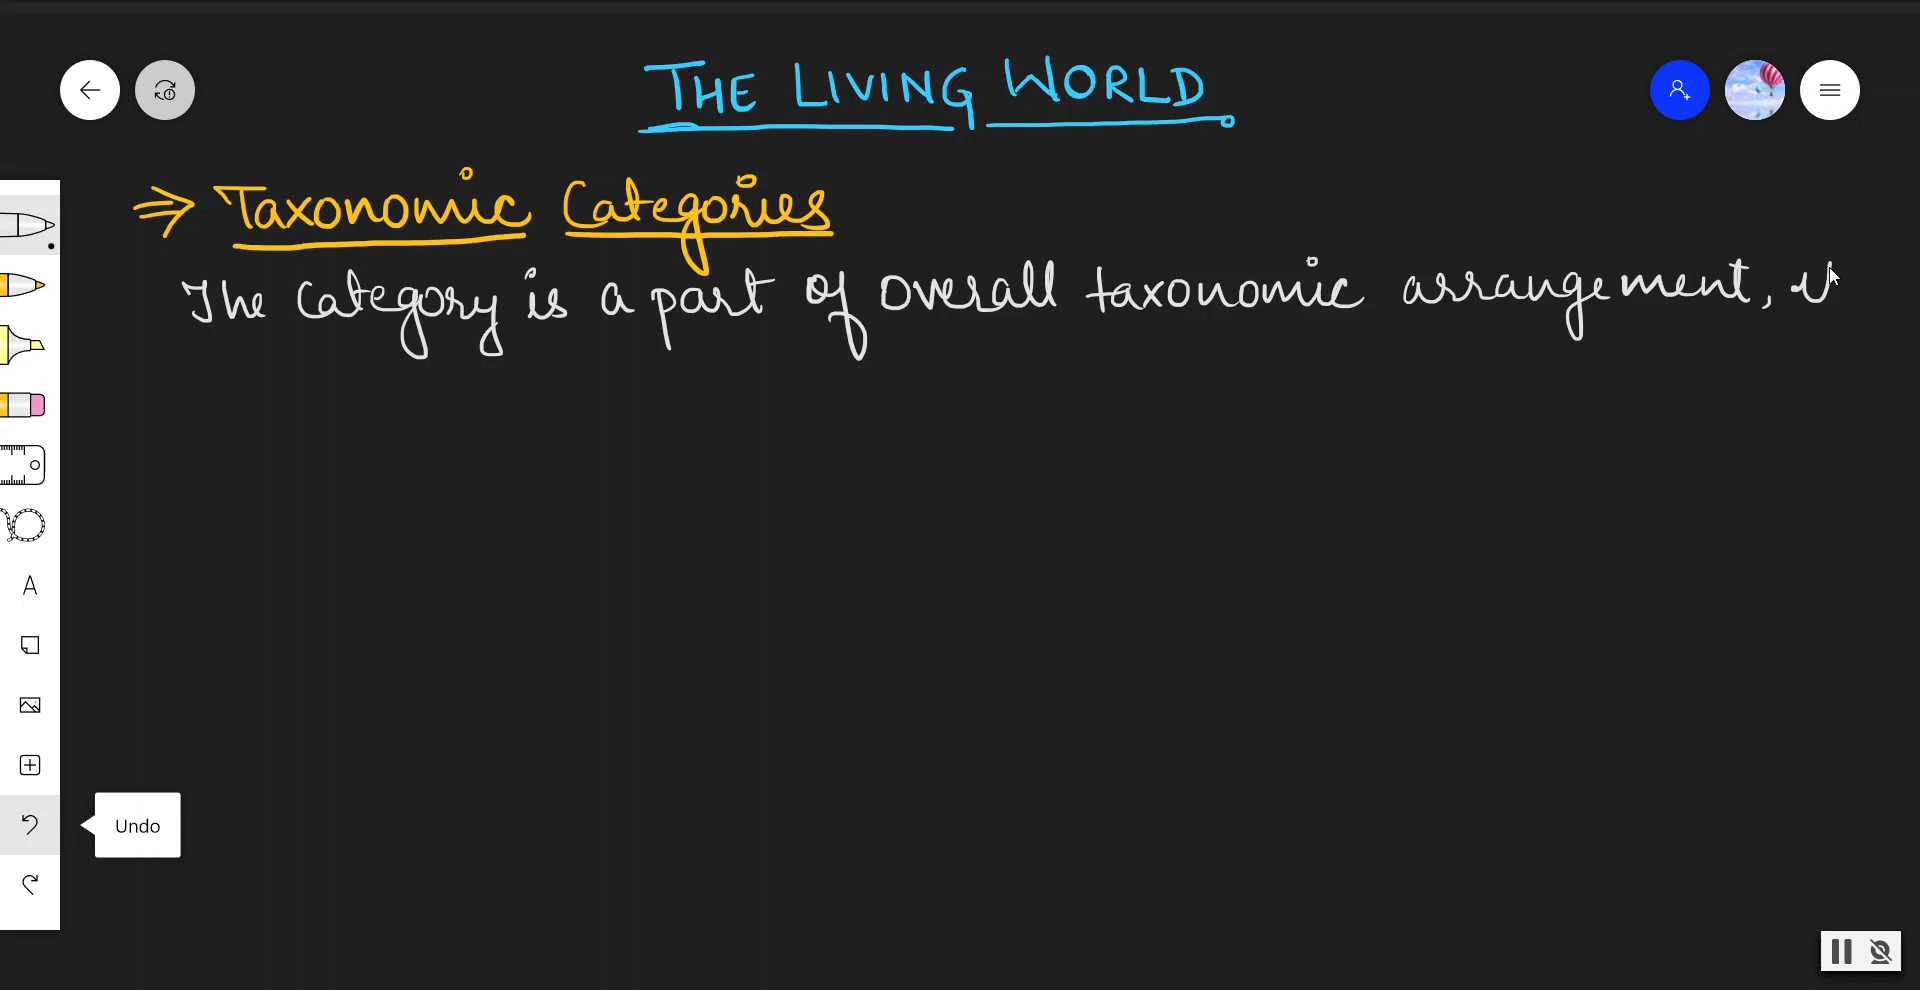 THE LIVING WORLD
⇒ Taxonomic Categories
The Category is a part of overall taxonomic arrangement,
A
Undo